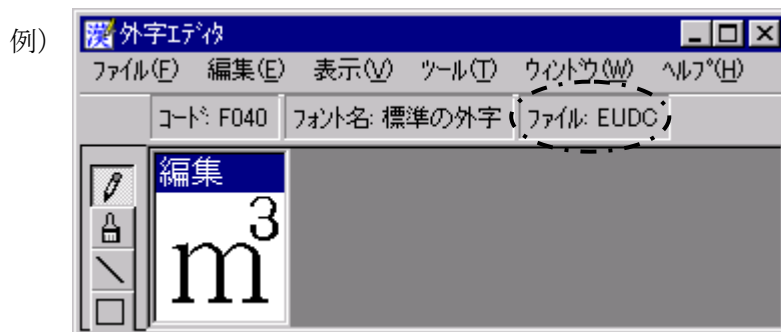 例)
外字ｴﾃﾞｨﾀ
ﾌｧｲﾙ(F) 編集(E) 表示(V) ﾂｰﾙ(T) ｳｨﾝﾄﾞｳ(W) ﾍﾙﾌﾟ(H)
ｺｰﾄﾞ: F040 ﾌｫﾝﾄ名: 標準の外字 ﾌｧｲﾙ: EUDC
編集
m³